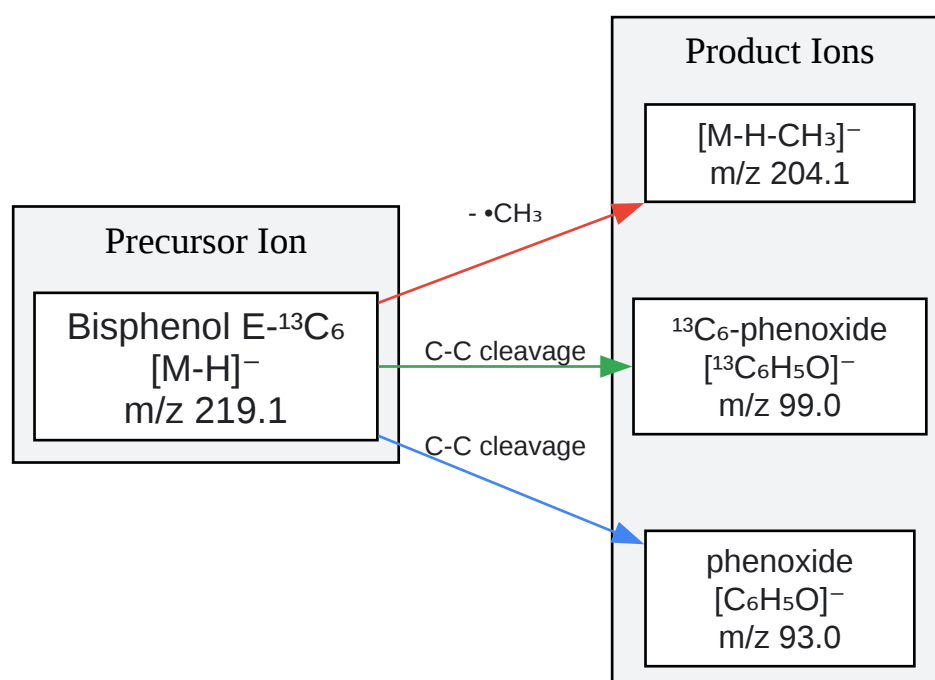 Product Ions
[M-H-CH₃]⁻
m/z 204.1
- •CH₃
Precursor Ion
Bisphenol E-¹³C₆
[M-H]⁻
m/z 219.1
C-C cleavage
¹³C₆-phenoxide
[¹³C₆H₅O]⁻
m/z 99.0
C-C cleavage
phenoxide
[C₆H₅O]⁻
m/z 93.0